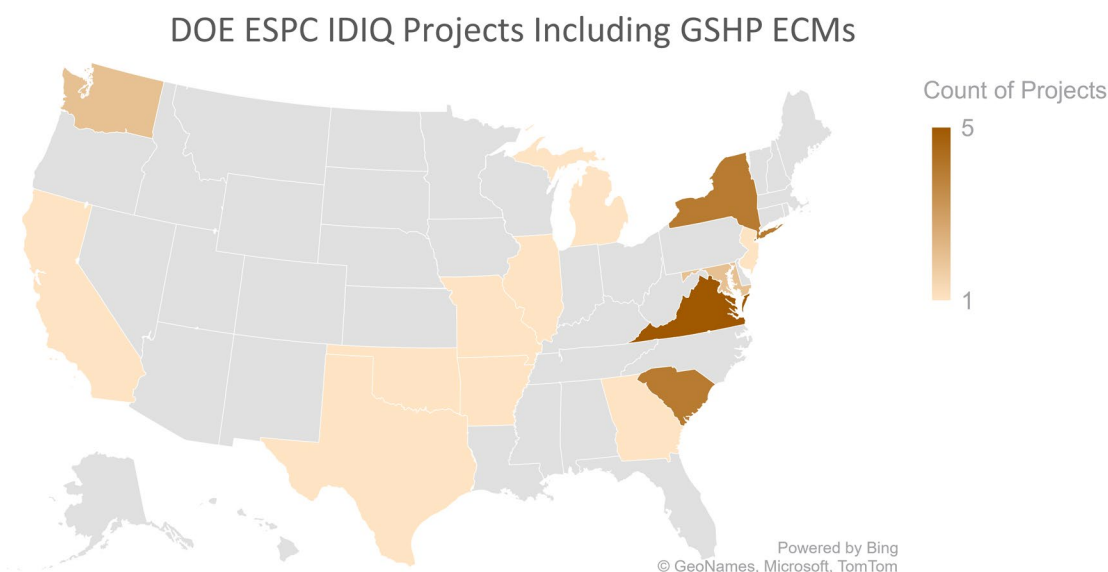 DOE ESPC IDIQ Projects Including GSHP ECMs
Count of Projects
5
1
Powered by Bing
© GeoNames, Microsoft, TomTom